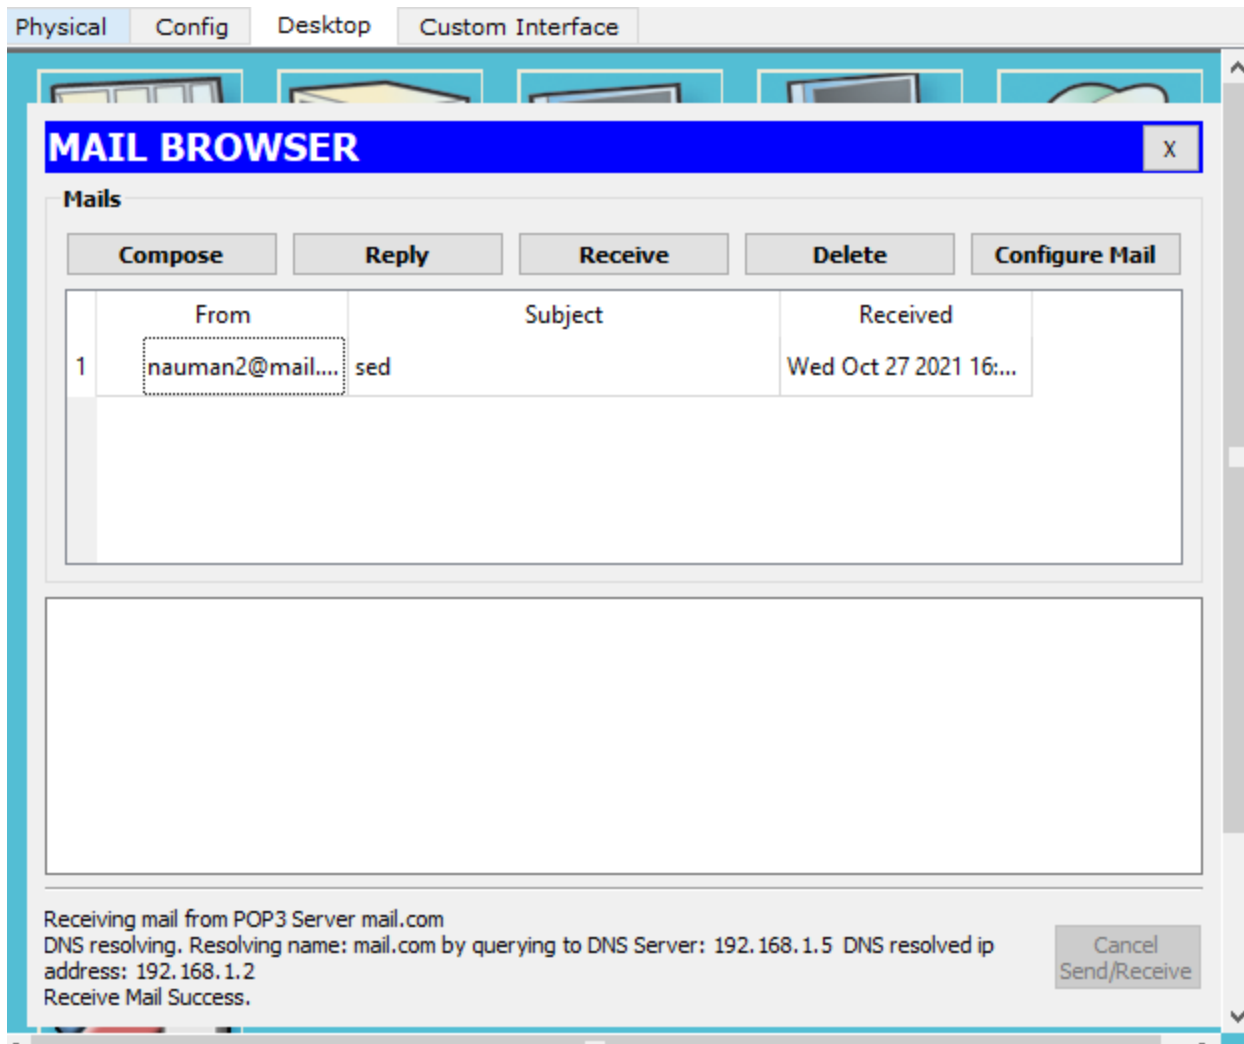 Physical Config Desktop Custom Interface
MAIL BROWSER X
Mails
Compose Reply Receive Delete Configure Mail
From Subject Received
1 nauman2@mail.... sed Wed Oct 27 2021 16:...
Receiving mail from POP3 Server mail.com
DNS resolving. Resolving name: mail.com by querying to DNS Server: 192.168.1.5 DNS resolved ip
address: 192.168.1.2
Receive Mail Success.
Cancel
Send/Receive